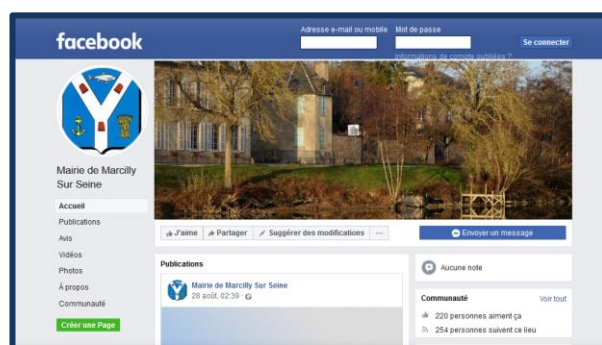 facebook
Adresse e-mail ou mobile
Mot de passe
Se connecter
Informations de compte oubliées ?
Mairie de Marcilly
Sur Seine
Accueil
Publications
Avis
Vidéos
Photos
À propos
Communauté
Créer une Page
J'aime
Partager
Suggérer des modifications
Envoyer un message
Publications
Mairie de Marcilly Sur Seine
28 août, 02:39
Aucune note
Communauté
Voir tout
220 personnes aiment ça
254 personnes suivent ce lieu